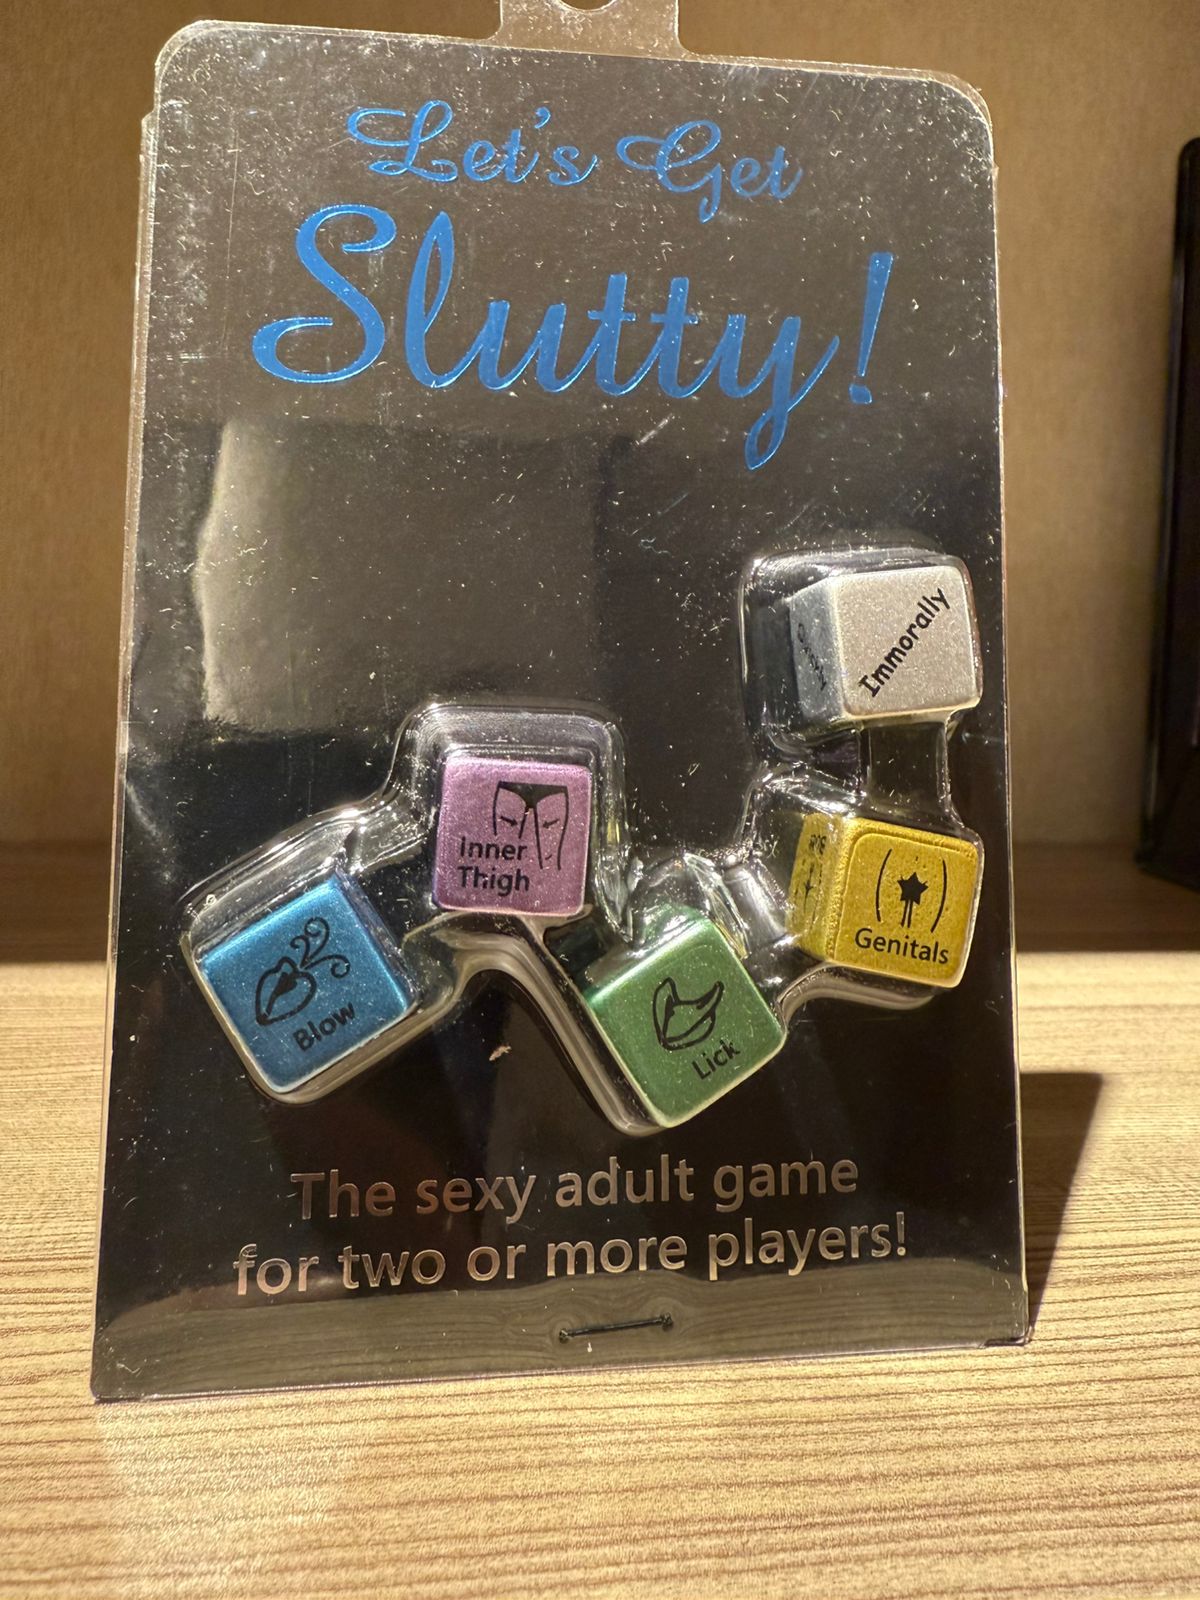 Let's Get
Slutty!
Immorally
Inner
Thigh
Genitals
Blow
Lick
The sexy adult game
for two or more players!